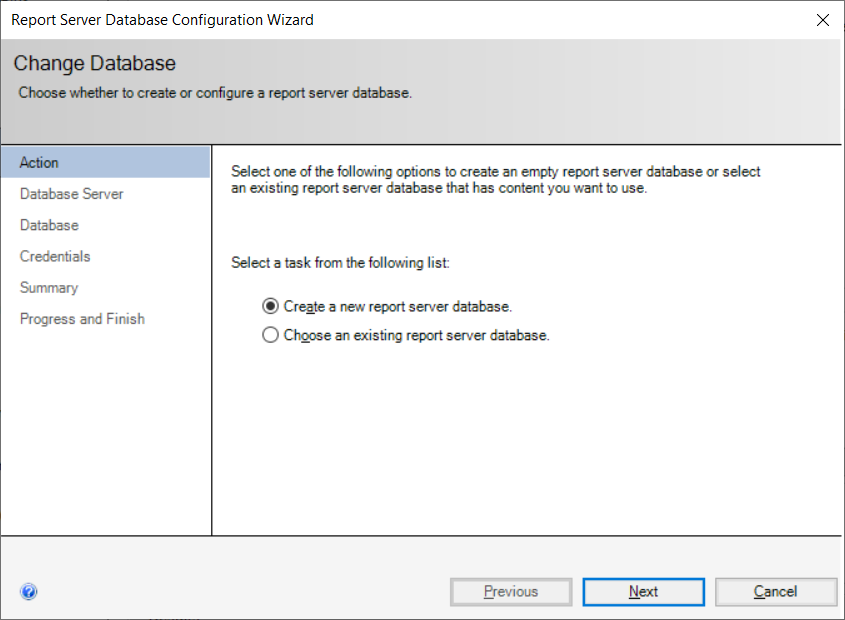 Report Server Database Configuration Wizard
Change Database
Choose whether to create or configure a report server database.
Action
Database Server
Database
Credentials
Summary
Progress and Finish
Select one of the following options to create an empty report server database or select
an existing report server database that has content you want to use.
Select a task from the following list:
Create a new report server database.
Choose an existing report server database.
Previous
Next
Cancel